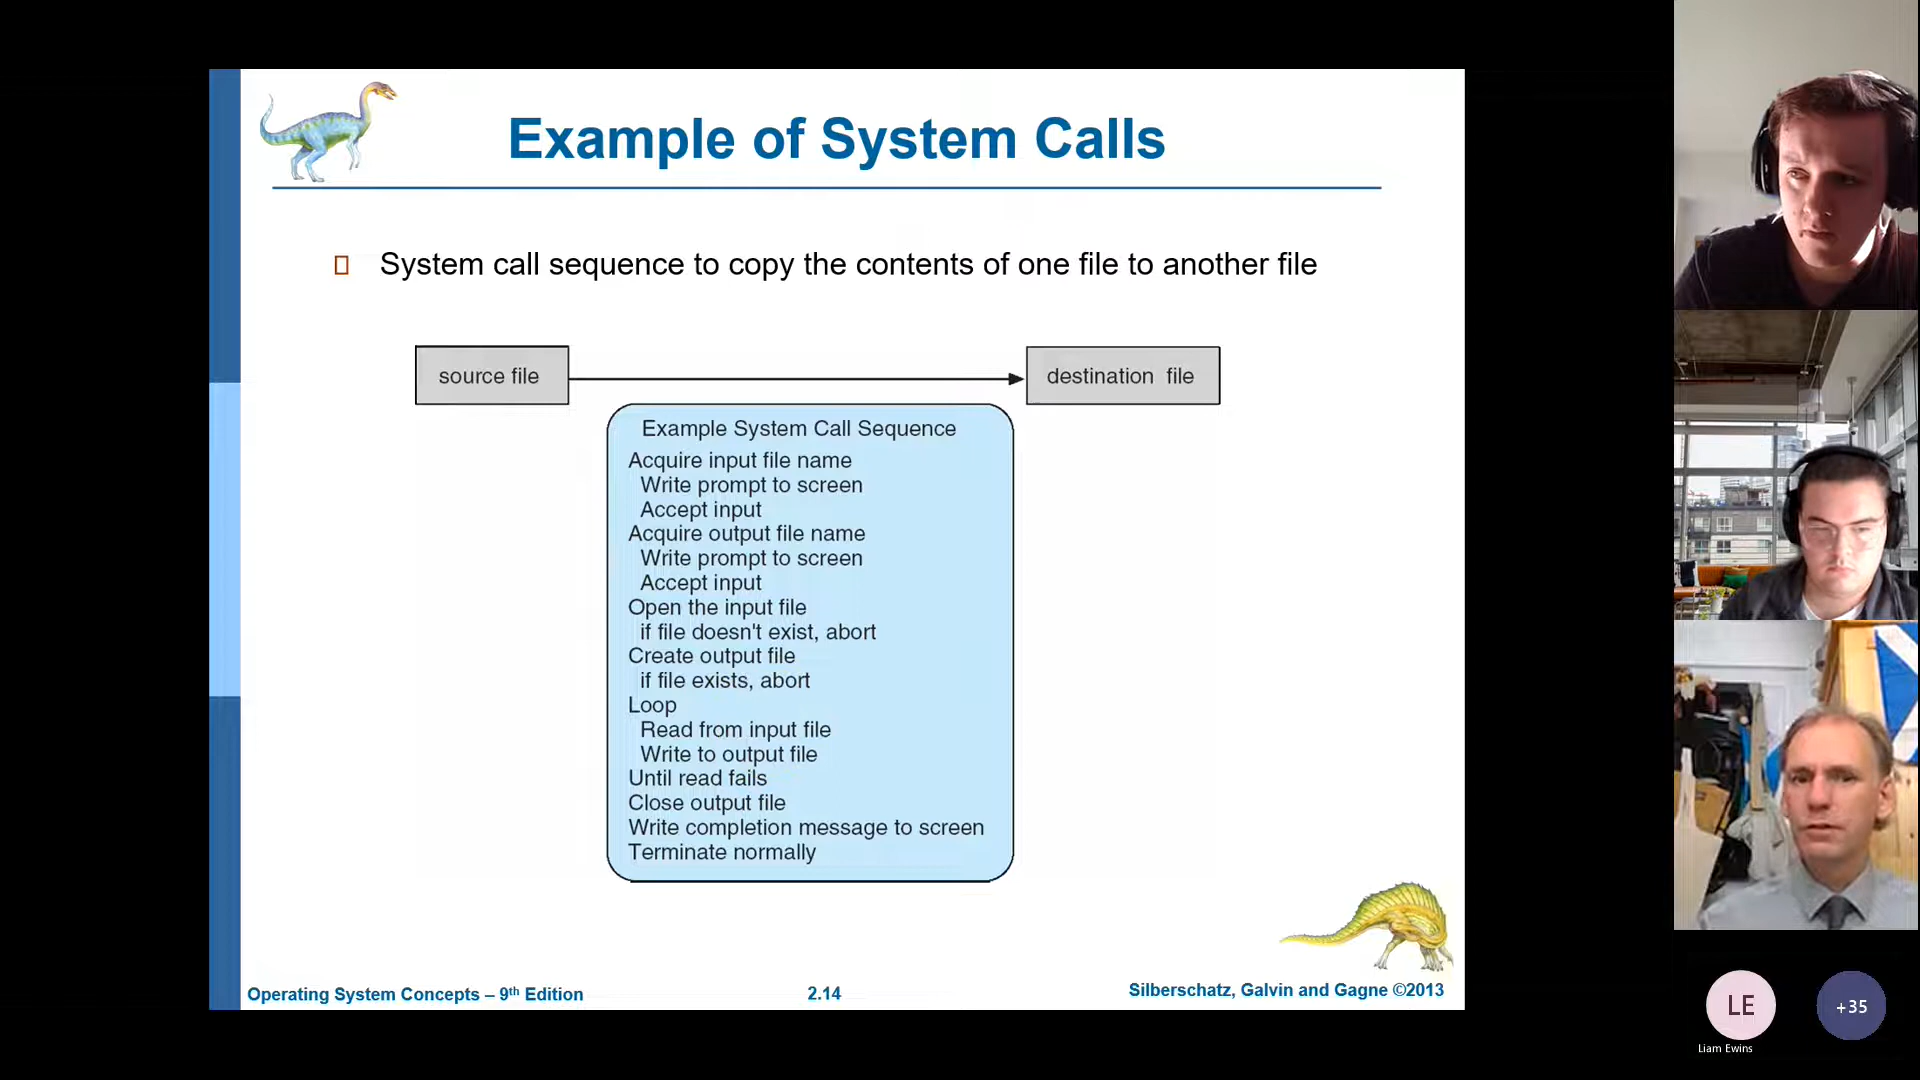 Example of System Calls
System call sequence to copy the contents of one file to another file
source file
destination file
Example System Call Sequence
Acquire input file name
Write prompt to screen
Accept input
Acquire output file name
Write prompt to screen
Accept input
Open the input file
if file doesn't exist, abort
Create output file
if file exists, abort
Loop
Read from input file
Write to output file
Until read fails
Close output file
Write completion message to screen
Terminate normally
Operating System Concepts – 9th Edition
2.14
Silberschatz, Galvin and Gagne ©2013
LE
+35
Liam Ewins